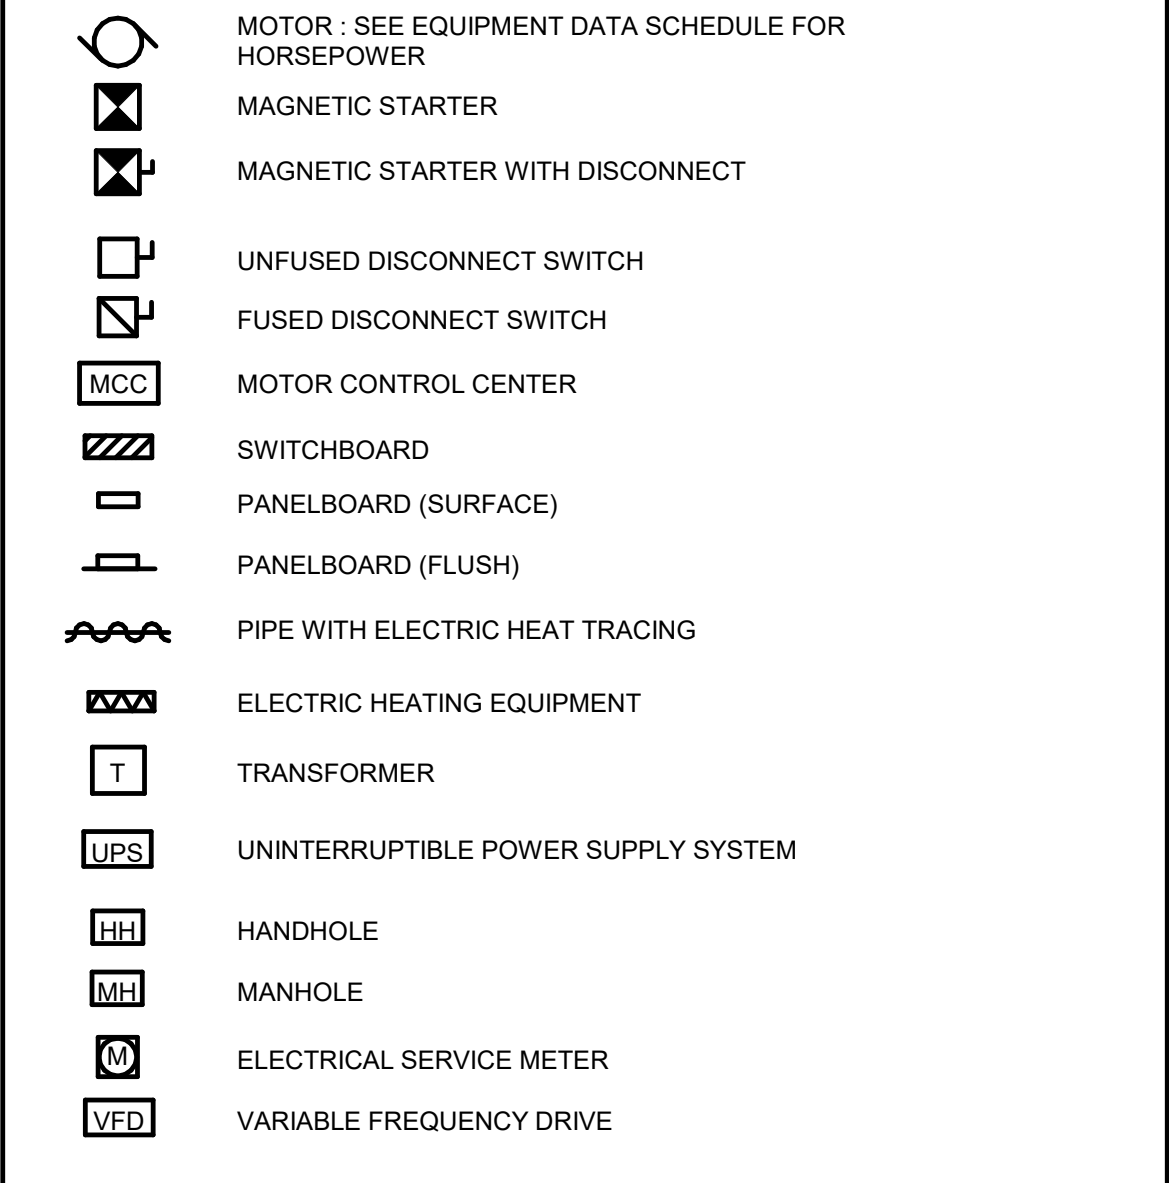 MOTOR : SEE EQUIPMENT DATA SCHEDULE FOR
HORSEPOWER
MAGNETIC STARTER
MAGNETIC STARTER WITH DISCONNECT
UNFUSED DISCONNECT SWITCH
FUSED DISCONNECT SWITCH
MCC MOTOR CONTROL CENTER
SWITCHBOARD
PANELBOARD (SURFACE)
PANELBOARD (FLUSH)
PIPE WITH ELECTRIC HEAT TRACING
ELECTRIC HEATING EQUIPMENT
T TRANSFORMER
UPS UNINTERRUPTIBLE POWER SUPPLY SYSTEM
HH HANDHOLE
MH MANHOLE
M ELECTRICAL SERVICE METER
VFD VARIABLE FREQUENCY DRIVE